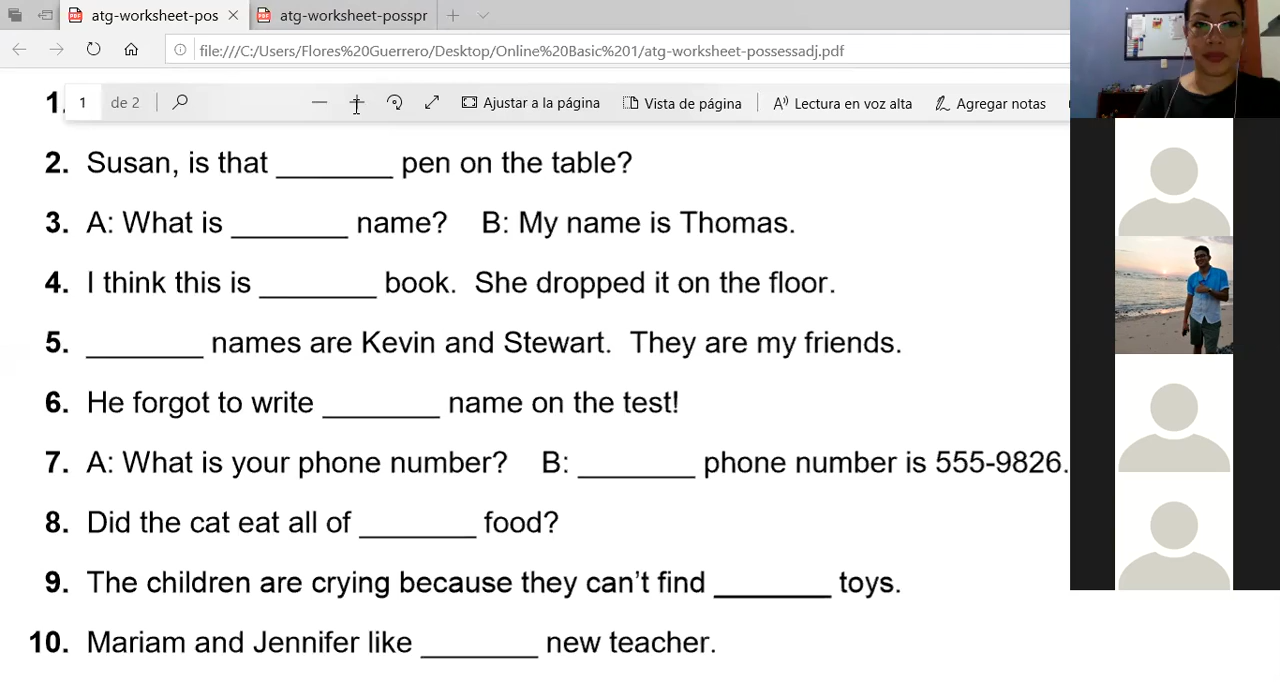 atg-worksheet-pos
atg-worksheet-posspr
file:///C:/Users/Flores%20Guerrero/Desktop/Online%20Basic%201/atg-worksheet-possessadj.pdf
1 de 2 Ajustar a la página Vista de página Lectura en voz alta Agregar notas
1.
2. Susan, is that ________ pen on the table?
3. A: What is ________ name? B: My name is Thomas.
4. I think this is ________ book. She dropped it on the floor.
5. ________ names are Kevin and Stewart. They are my friends.
6. He forgot to write ________ name on the test!
7. A: What is your phone number? B: ________ phone number is 555-9826.
8. Did the cat eat all of ________ food?
9. The children are crying because they can't find ________ toys.
10. Mariam and Jennifer like ________ new teacher.